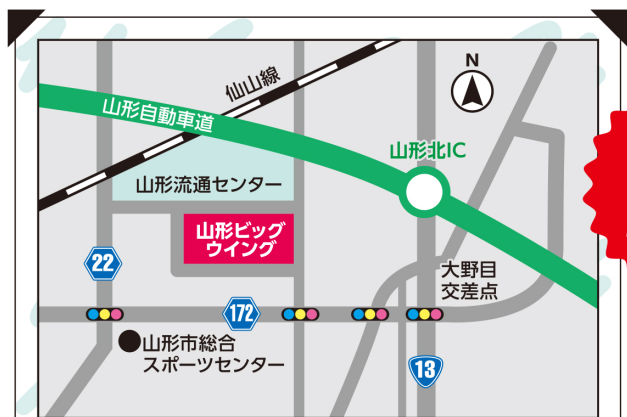 N
仙山線
山形自動車道
山形北IC
山形流通センター
山形ビッグ
ウイング
22
大野目
交差点
172
山形市総合
スポーツセンター
13